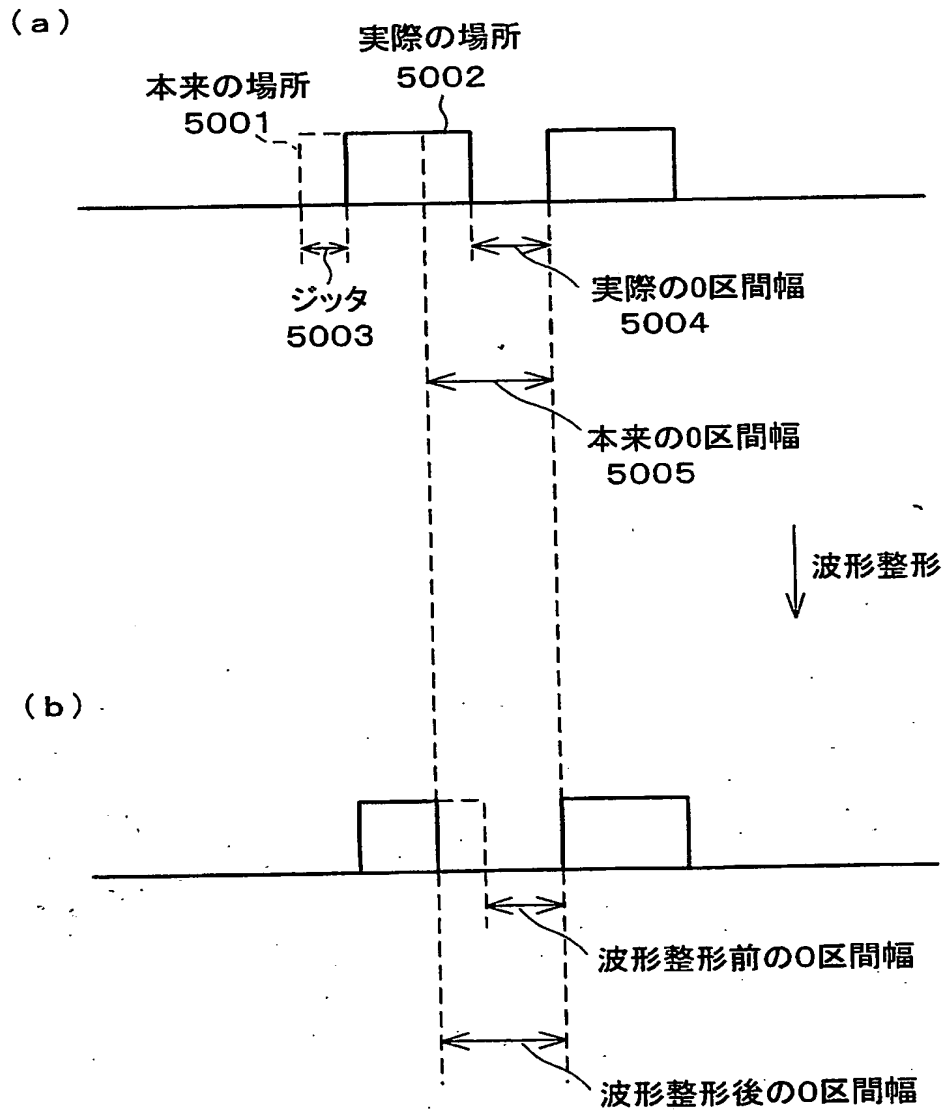 (a)
実際の場所
5002
本来の場所
5001
ジッタ
5003
実際の0区間幅
5004
本来の0区間幅
5005
波形整形
(b)
波形整形前の0区間幅
波形整形後の0区間幅